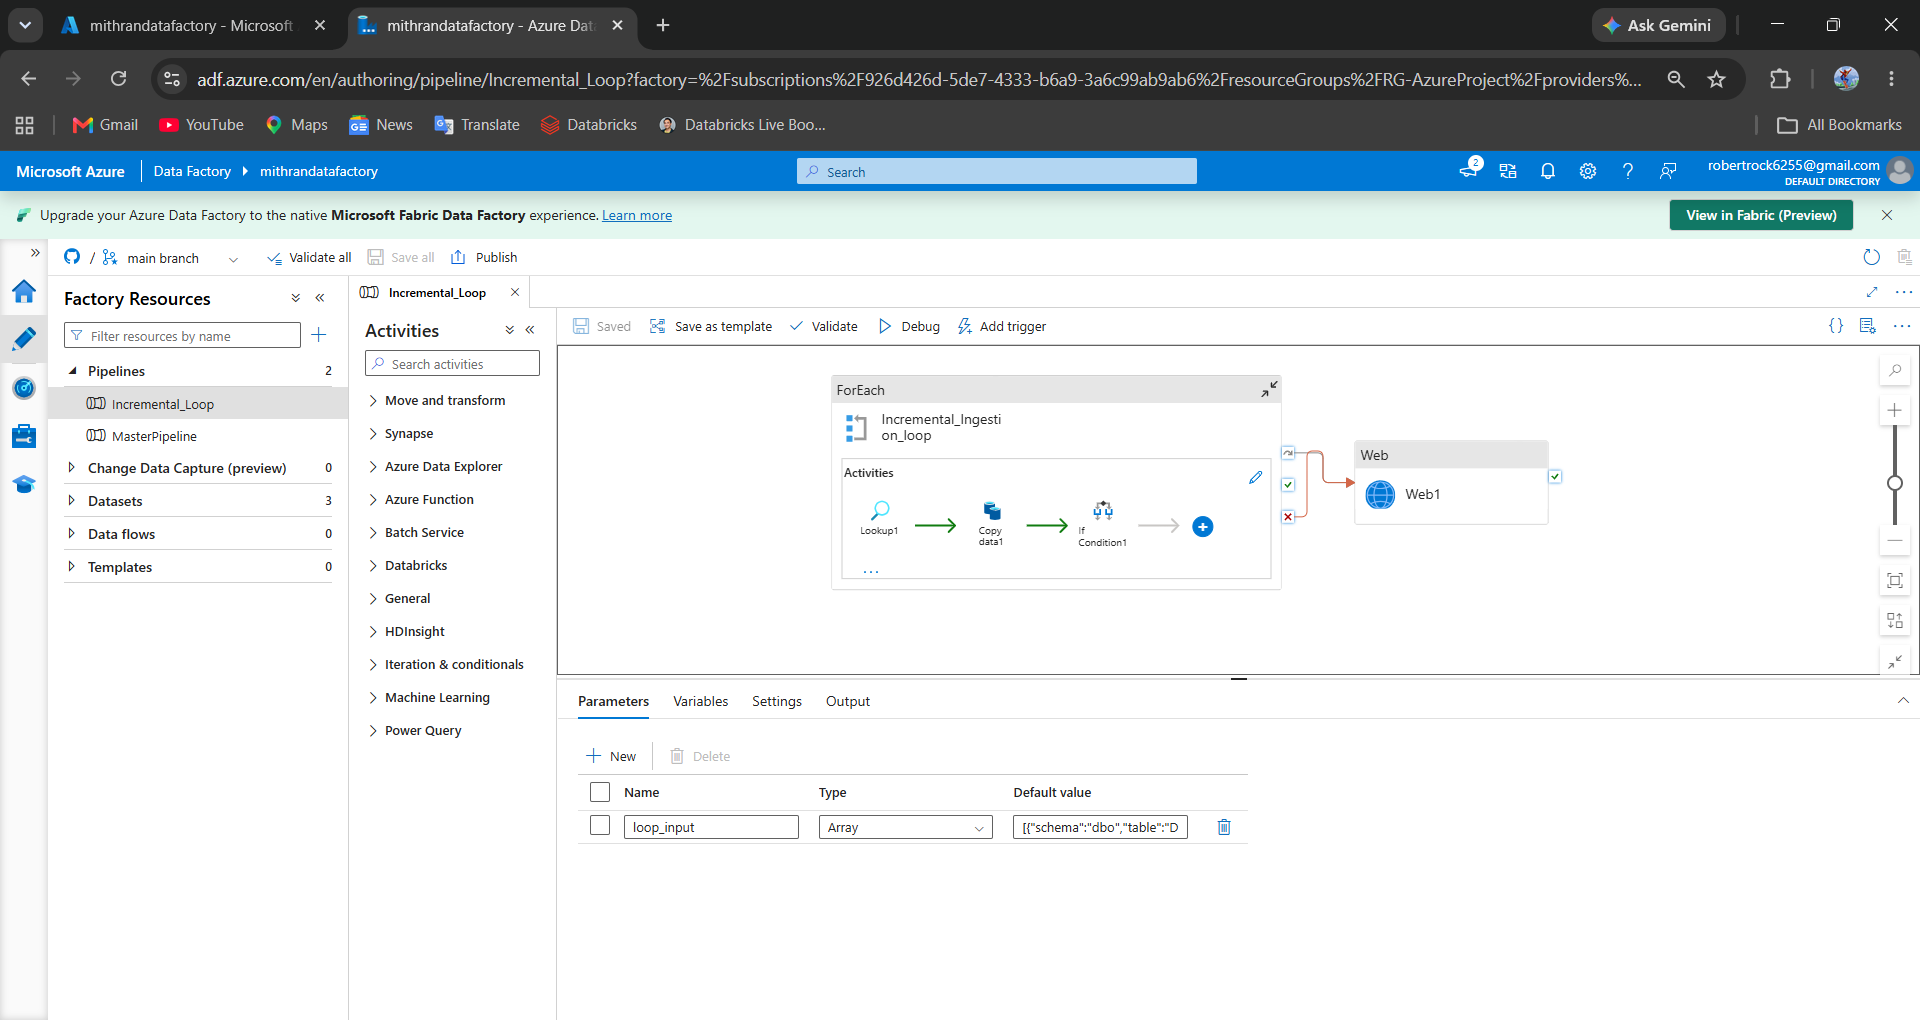 mithrandatafactory - Microsoft
mithrandatafactory - Azure Dat
Ask Gemini
adf.azure.com/en/authoring/pipeline/Incremental_Loop?factory=%2Fsubscriptions%2F926d426d-5de7-4333-b6a9-3a6c99ab9ab6%2FresourceGroups%2FRG-AzureProject%2Fproviders%...
Gmail YouTube Maps News Translate Databricks Databricks Live Boo... All Bookmarks
Microsoft Azure Data Factory mithrandatafactory Search 2 robertrock6255@gmail.com
DEFAULT DIRECTORY
Upgrade your Azure Data Factory to the native Microsoft Fabric Data Factory experience. Learn more View in Fabric (Preview)
/ main branch Validate all Save all Publish
Factory Resources
Filter resources by name
Pipelines 2
Incremental_Loop
MasterPipeline
Change Data Capture (preview) 0
Datasets 3
Data flows 0
Templates 0
Incremental_Loop
Activities
Search activities
Move and transform
Synapse
Azure Data Explorer
Azure Function
Batch Service
Databricks
General
HDInsight
Iteration & conditionals
Machine Learning
Power Query
Saved Save as template Validate Debug Add trigger {}
ForEach
Incremental_Ingesti
on_loop
Activities
Lookup1
Copy
data1
If
Condition1
...
Web
Web1
Parameters Variables Settings Output
New Delete
Name Type Default value
loop_input Array [{"schema":"dbo","table":"D